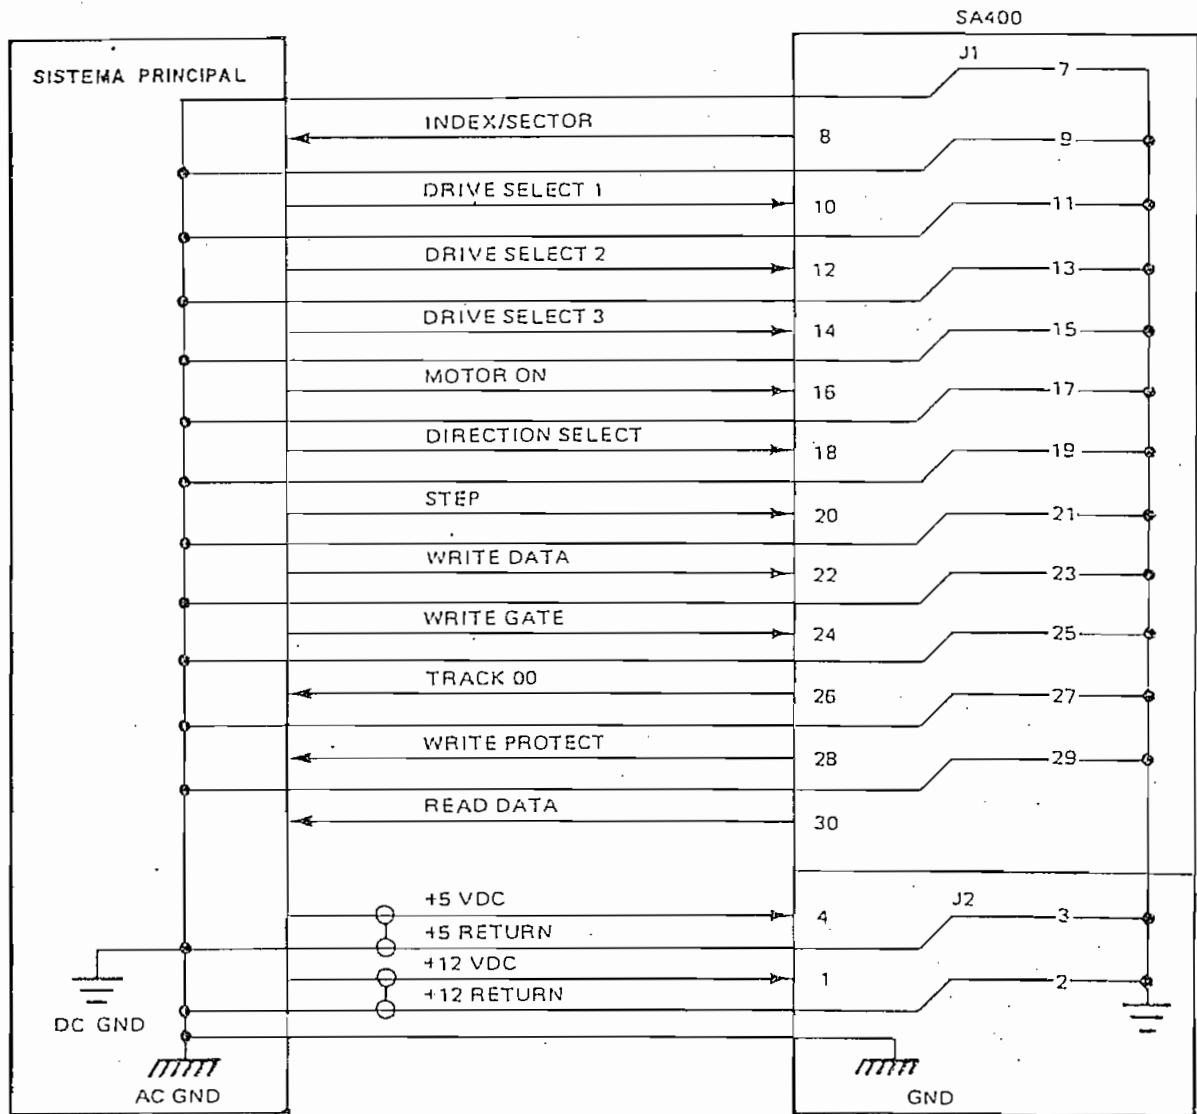 SA400
SISTEMA PRINCIPAL
J1
7
INDEX/SECTOR
8
9
DRIVE SELECT 1
10
11
DRIVE SELECT 2
12
13
DRIVE SELECT 3
14
15
MOTOR ON
16
17
DIRECTION SELECT
18
19
STEP
20
21
WRITE DATA
22
23
WRITE GATE
24
25
TRACK 00
26
27
WRITE PROTECT
28
29
READ DATA
30
+5 VDC
4
J2
3
+5 RETURN
+12 VDC
1
2
+12 RETURN
DC GND
AC GND
GND